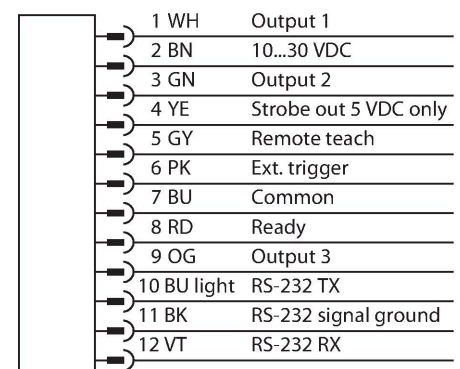 1 WH Output 1
2 BN 10...30 VDC
3 GN Output 2
4 YE Strobe out 5 VDC only
5 GY Remote teach
6 PK Ext. trigger
7 BU Common
8 RD Ready
9 OG Output 3
10 BU light RS-232 TX
11 BK RS-232 signal ground
12 VT RS-232 RX